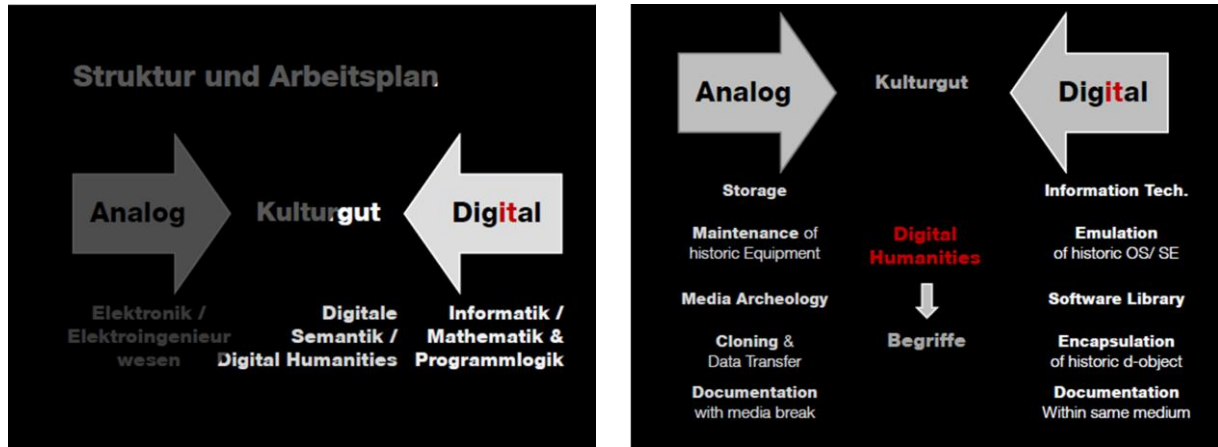 Struktur und Arbeitsplan
Analog
Kulturgut
Digital
Elektronik /
Elektroingenieur
wesen
Digitale
Semantik /
Digital Humanities
Informatik /
Mathematik &
Programmlogik
Analog
Kulturgut
Digital
Storage
Maintenance of
historic Equipment
Media Archeology
Cloning &
Data Transfer
Documentation
with media break
Digital
Humanities
Begriffe
Information Tech.
Emulation
of historic OS/ SE
Software Library
Encapsulation
of historic d-object
Documentation
Within same medium